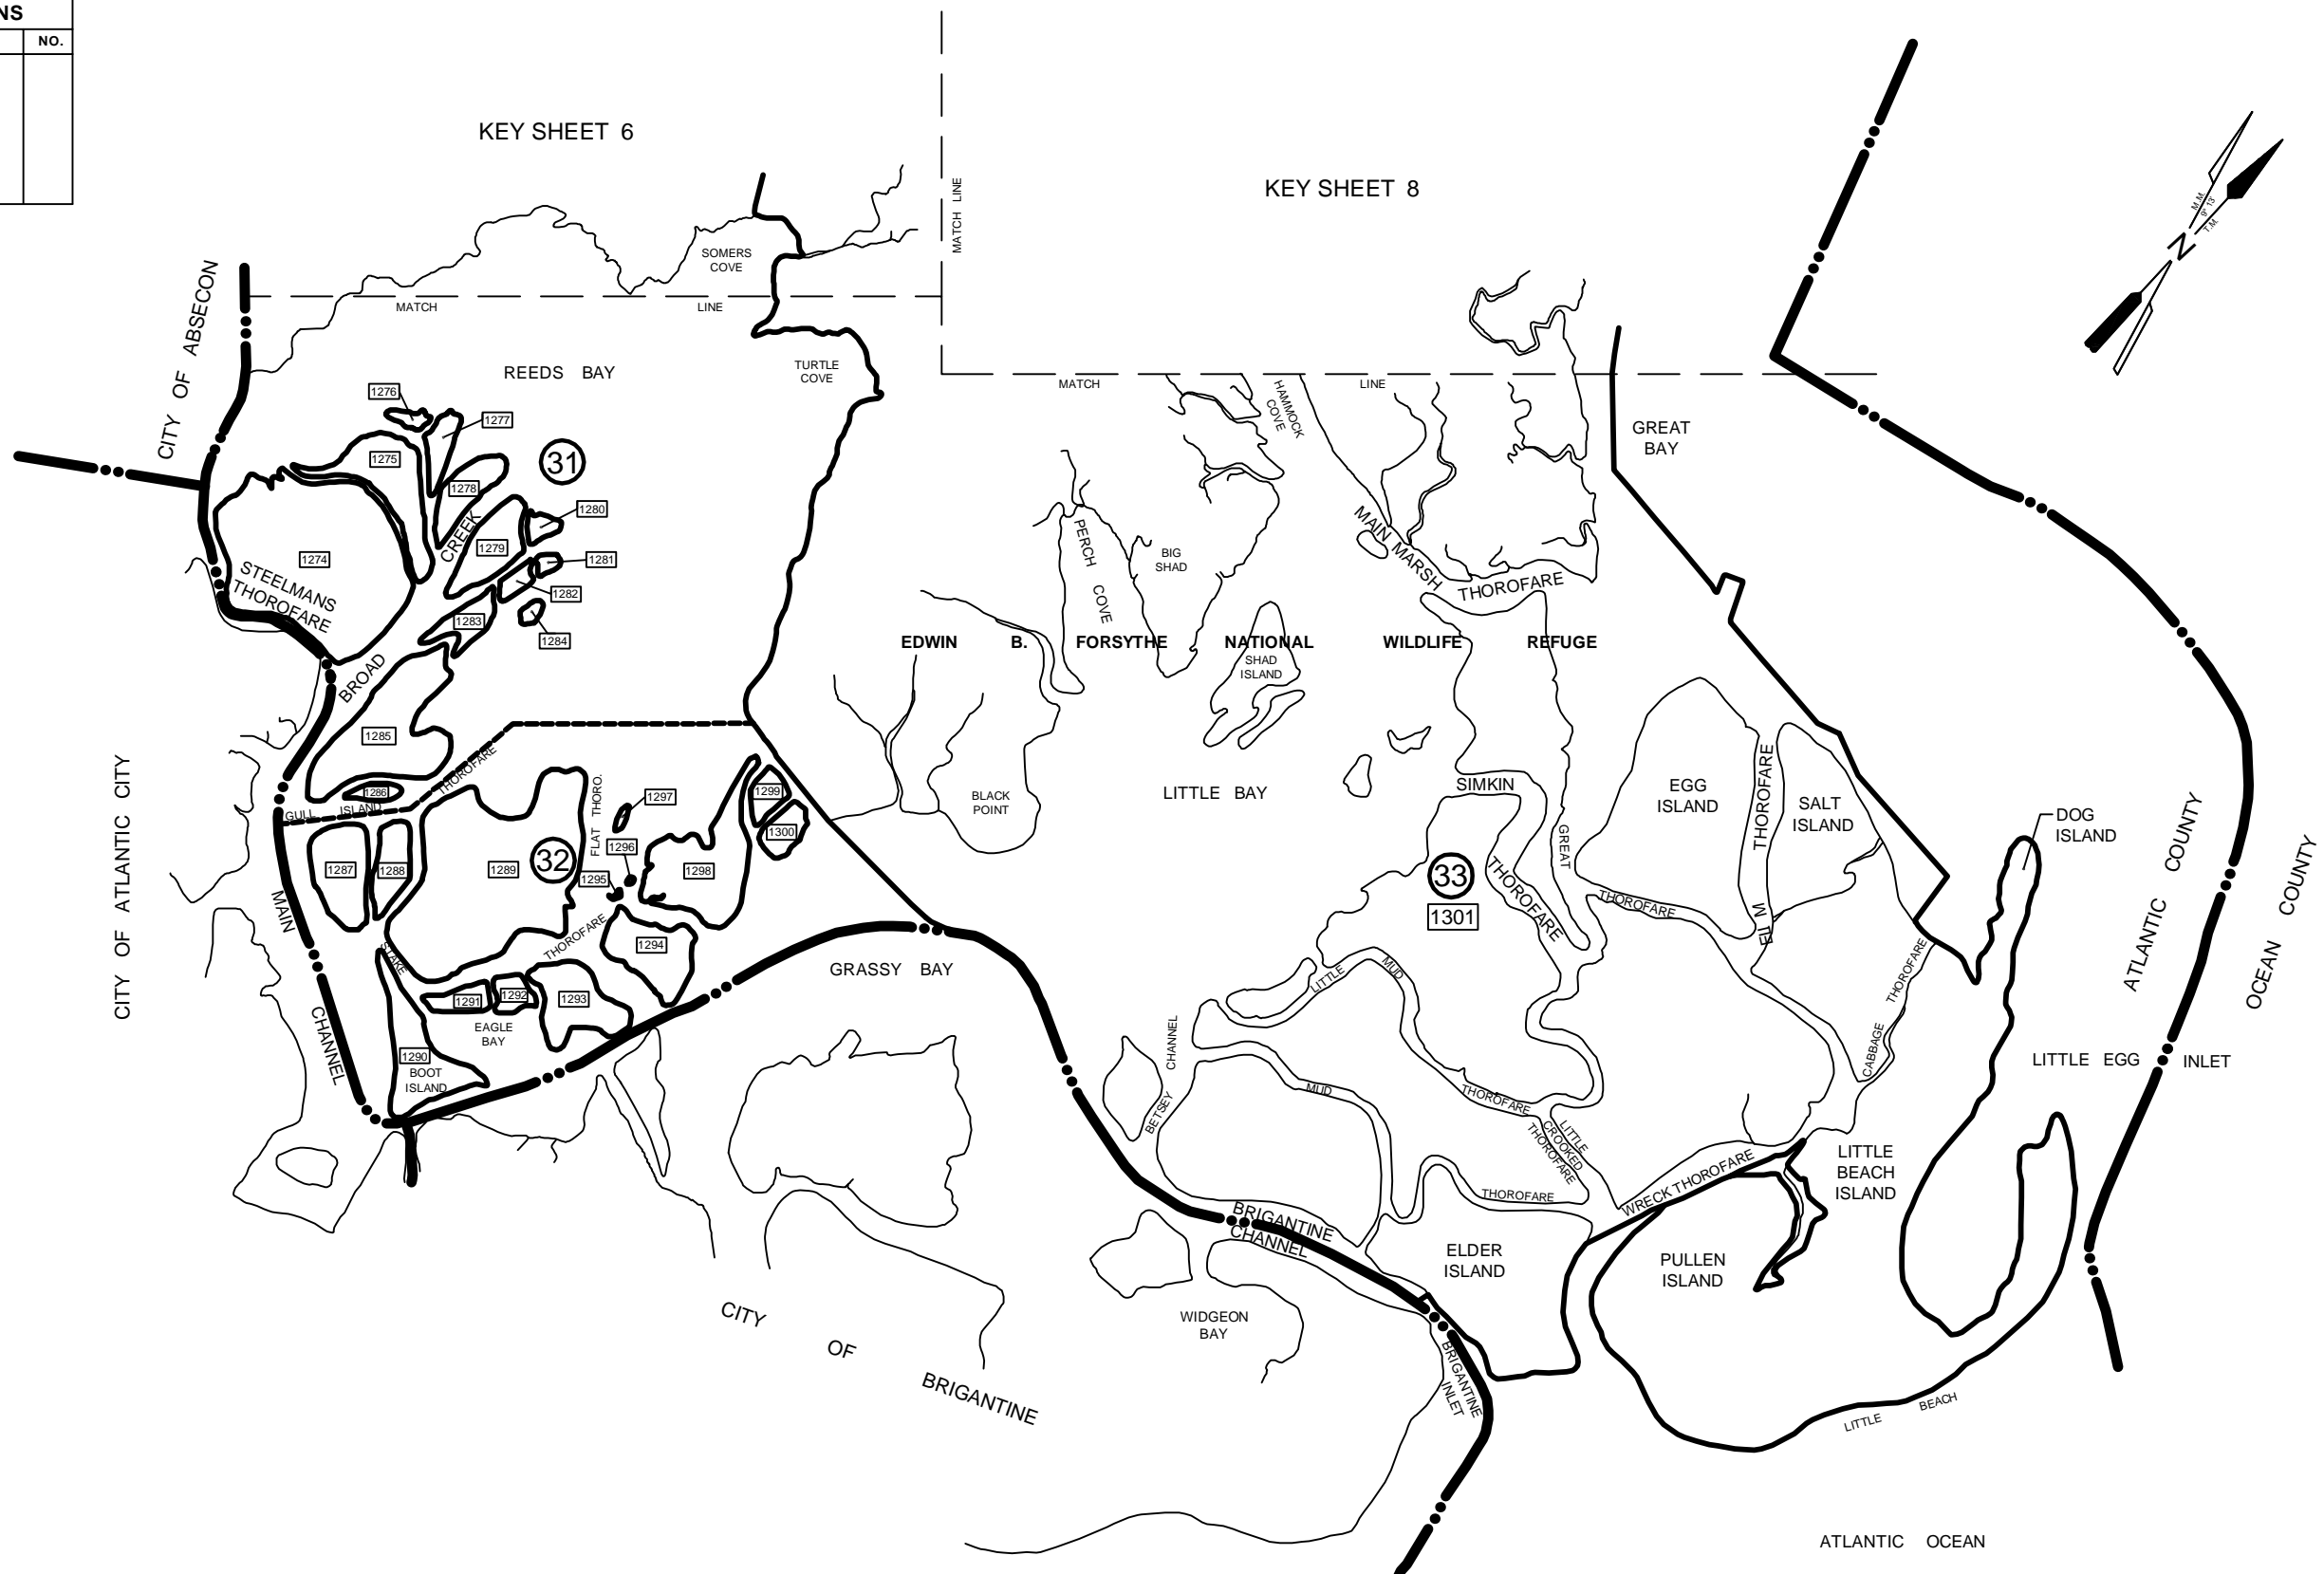 NS
NO.
KEY SHEET 6
KEY SHEET 8
MATCH LINE
M.M.
9° 13'
T.M.
N
CITY OF ABSECON
SOMERS
COVE
MATCH LINE
REEDS BAY
TURTLE
COVE
MATCH LINE
HAMMOCK
COVE
GREAT
BAY
1276
1277
31
1275
1278
1280
1279
1281
1282
1274
1283
1284
CREEK
BROAD
STEELMANS
THOROFARE
PERCH COVE
BIG
SHAD
MAIN MARSH
THOROFARE
EDWIN B. FORSYTHE NATIONAL WILDLIFE REFUGE
SHAD
ISLAND
1285
1286
GULL ISLAND THOROFARE
CITY OF ATLANTIC CITY
MAIN
CHANNEL
1287
1288
1289
32
FLAT THORO.
1297
1296
1295
1298
1299
1300
1294
THOROFARE
STAKE
1291
1292
1293
EAGLE
BAY
1290
BOOT
ISLAND
BLACK
POINT
LITTLE BAY
GRASSY BAY
SIMKIN
THOROFARE
GREAT
THOROFARE
33
1301
EGG
ISLAND
THOROFARE
SALT
ISLAND
DOG
ISLAND
ATLANTIC COUNTY
OCEAN COUNTY
CABBAGE THOROFARE
LITTLE EGG INLET
LITTLE MUD
THOROFARE
BETSEY CHANNEL
MUD
THOROFARE
LITTLE
CROOKED
THOROFARE
WRECK THOROFARE
LITTLE
BEACH
ISLAND
BRIGANTINE
CHANNEL
ELDER
ISLAND
PULLEN
ISLAND
WIDGEON
BAY
BRIGANTINE
INLET
CITY OF BRIGANTINE
LITTLE BEACH
ATLANTIC OCEAN